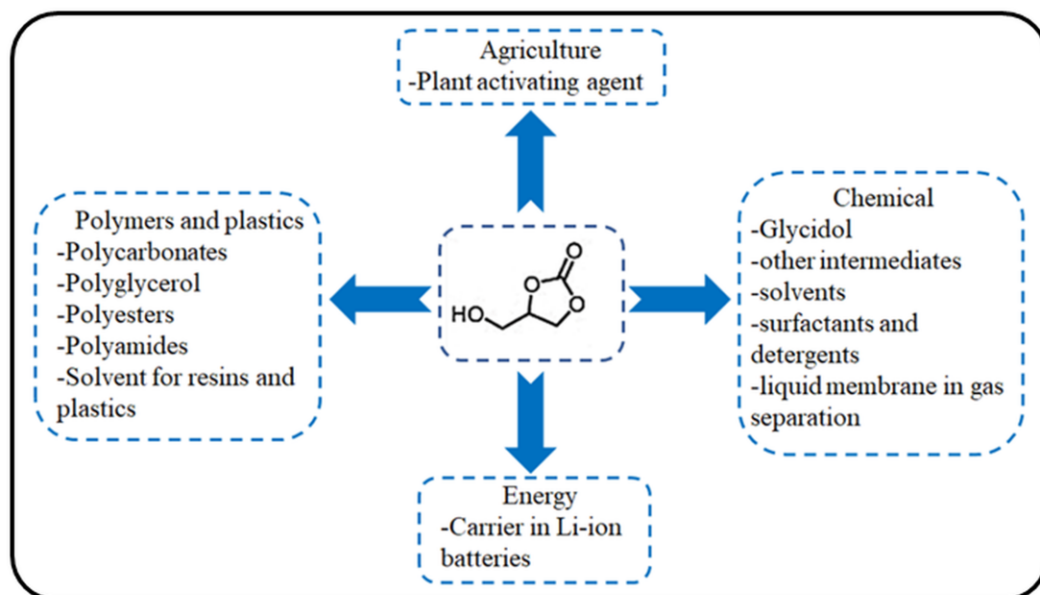 Agriculture
-Plant activating agent
Polymers and plastics
-Polycarbonates
-Polyglycerol
-Polyesters
-Polyamides
-Solvent for resins and
plastics
O
O
O
HO
Chemical
-Glycidol
-other intermediates
-solvents
-surfactants and
detergents
-liquid membrane in gas
separation
Energy
-Carrier in Li-ion
batteries